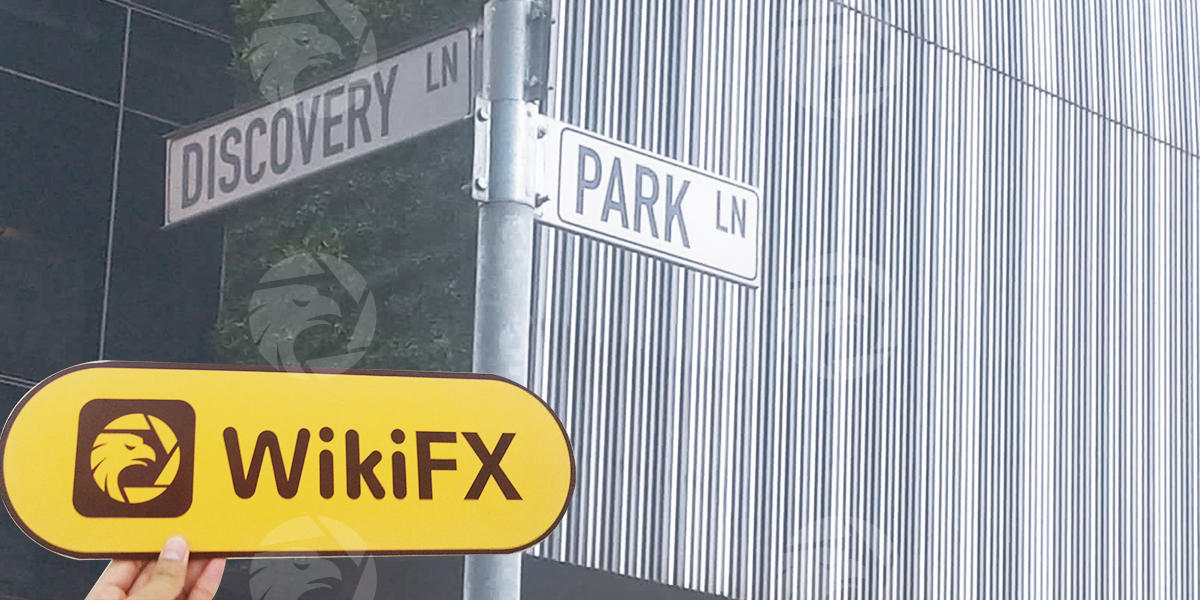 DISCOVERY LN
PARK LN
WikiFX